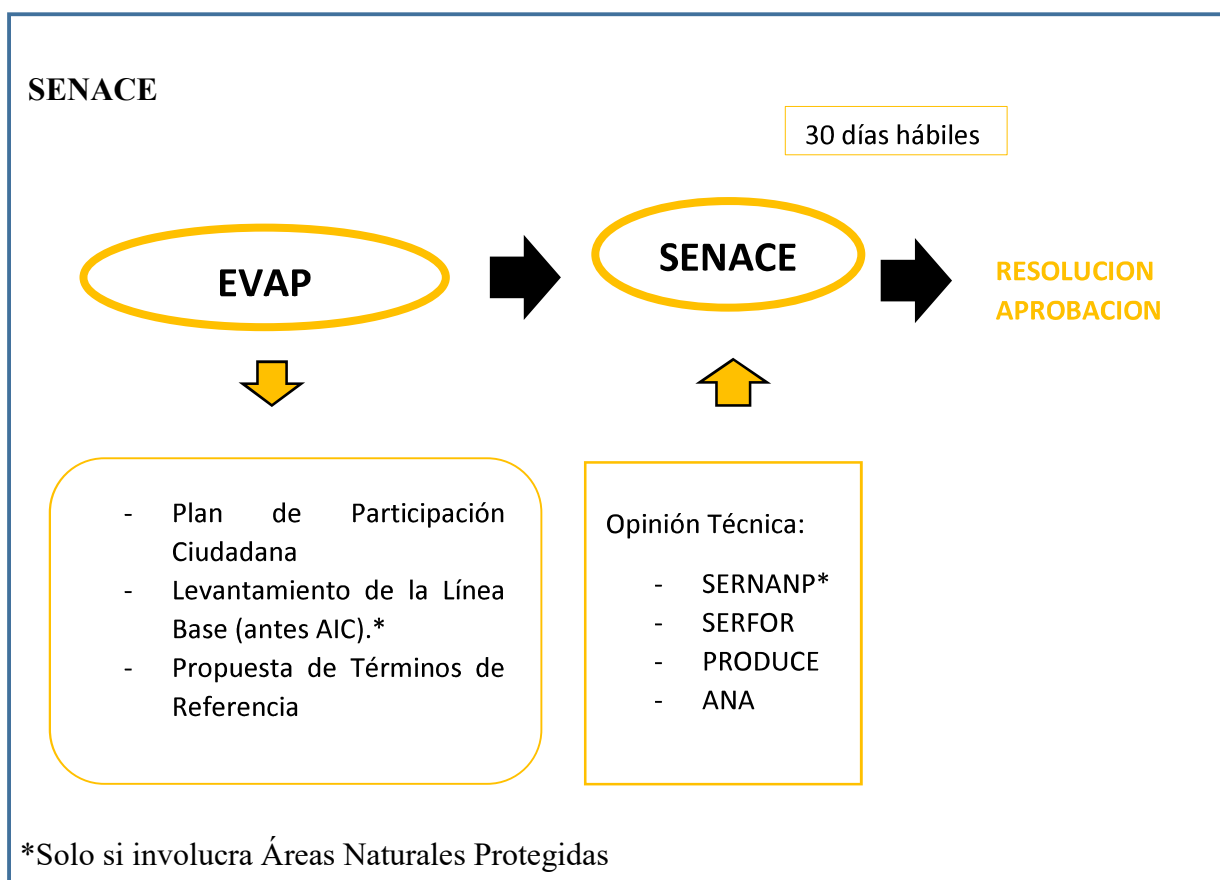 SENACE
30 días hábiles
EVAP
SENACE
RESOLUCION
APROBACION
- Plan de Participación
Ciudadana
- Levantamiento de la Línea
Base (antes AIC).*
- Propuesta de Términos de
Referencia
Opinión Técnica:
- SERNANP*
- SERFOR
- PRODUCE
- ANA
*Solo si involucra Áreas Naturales Protegidas